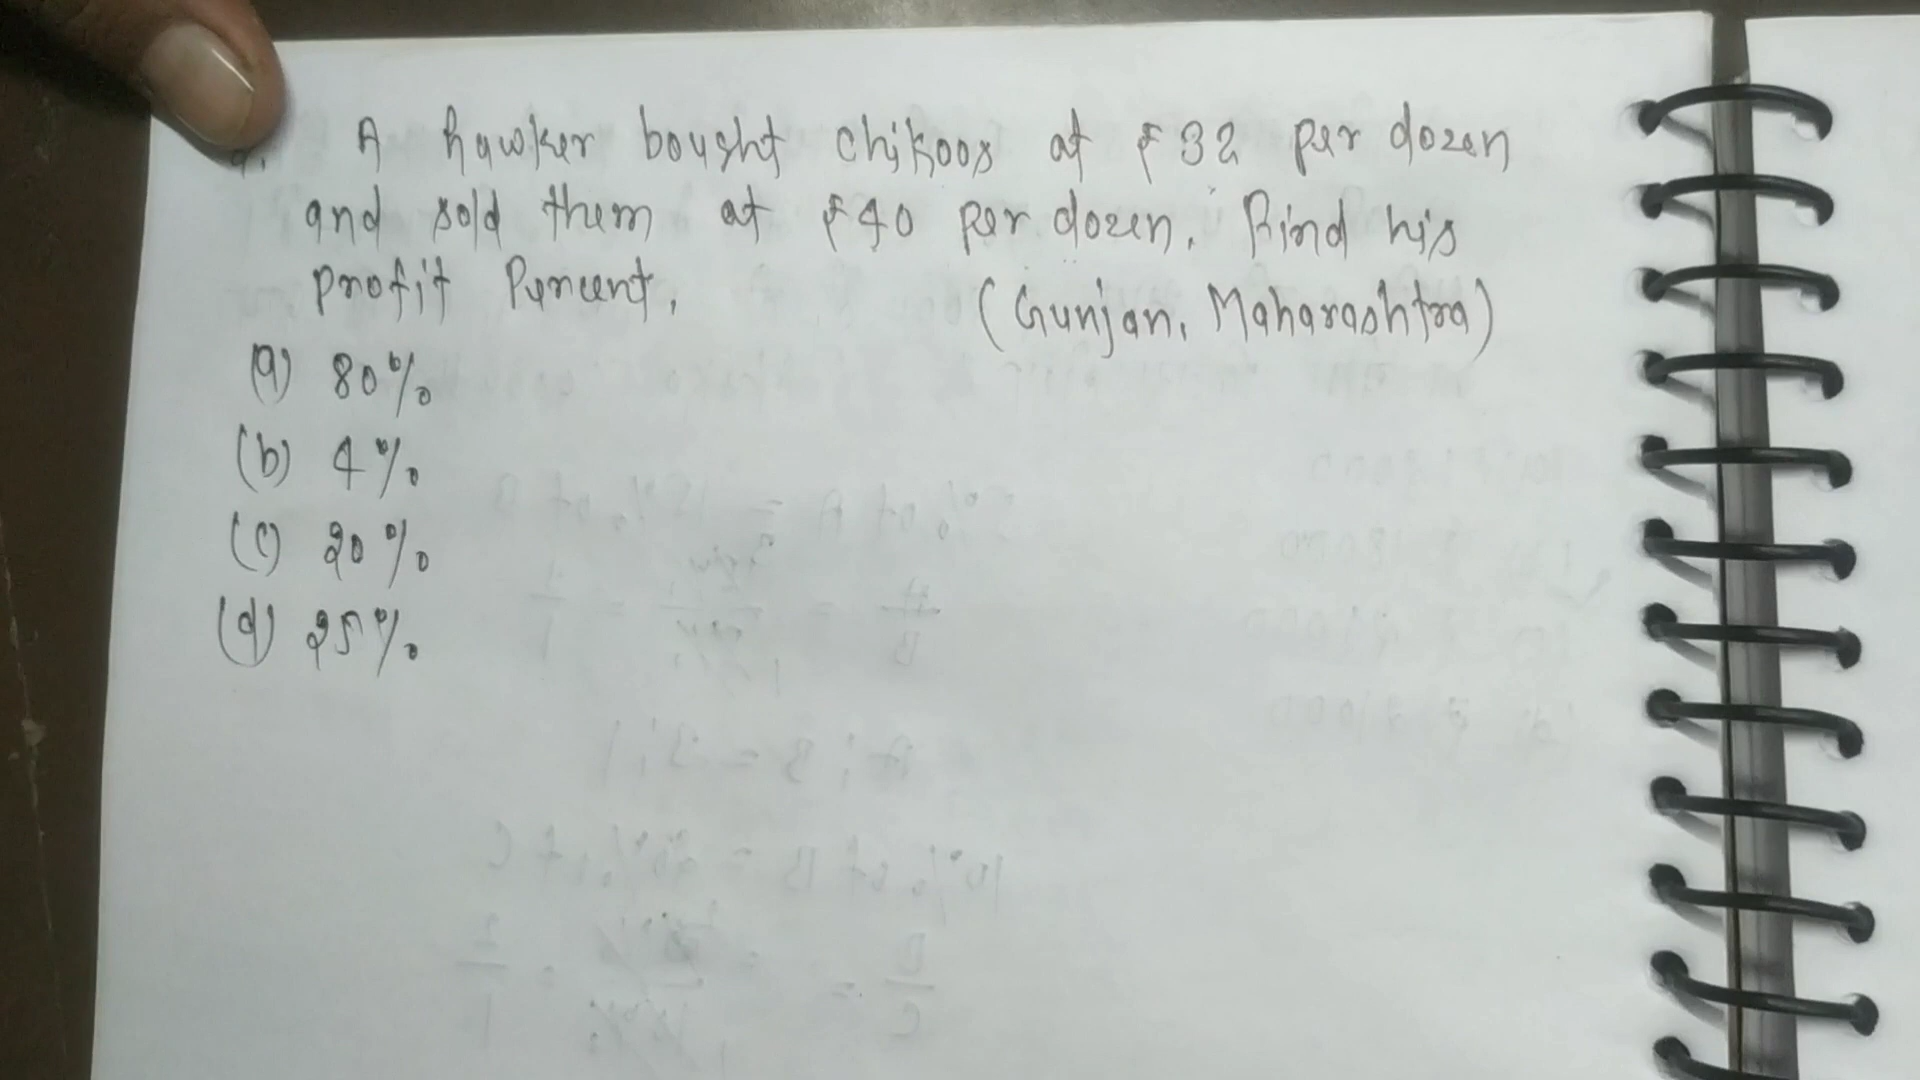 9. A hawker bought chikoos at ₹32 per dozen
and sold them at ₹40 per dozen. Find his
profit Percent. (Gunjan, Maharashtra)
(a) 80%
(b) 4%
(c) 20%
(d) 25%